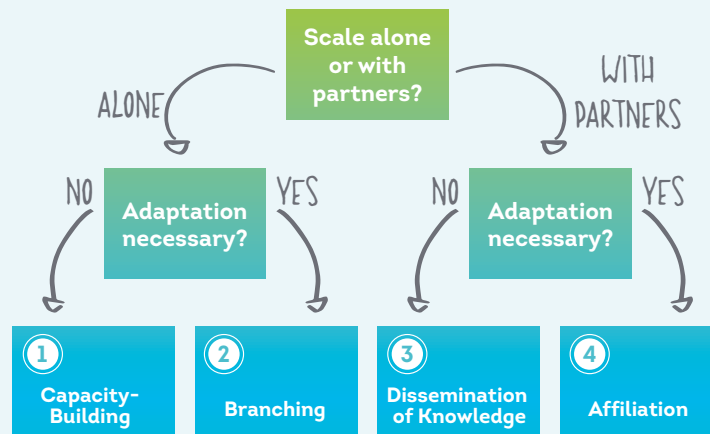 Scale alone
or with
partners?
ALONE
WITH
PARTNERS
NO
Adaptation
necessary?
YES
NO
Adaptation
necessary?
YES
1
Capacity-
Building
2
Branching
3
Dissemination
of Knowledge
4
Affiliation